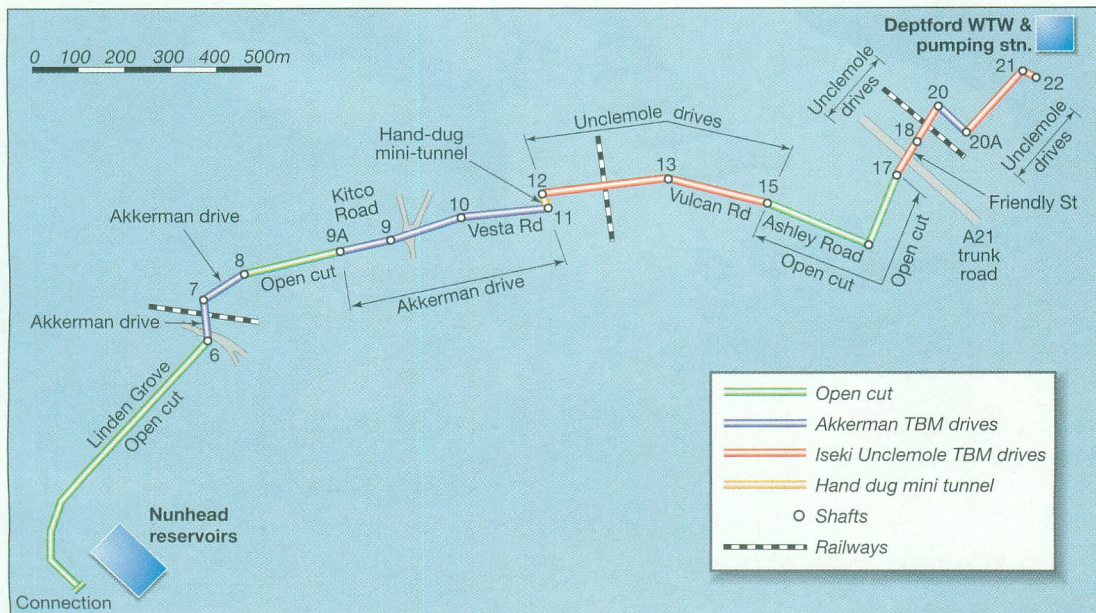 Deptford WTW &
pumping stn.
0 100 200 300 400 500m
Unclemole
drives
21
22
20
20A
Unclemole
drives
18
17
Friendly St
A21
trunk
road
Unclemole drives
Hand-dug
mini-tunnel
12
13
15
Vulcan Rd
Ashley Road
Open cut
Open cut
Kitco
Road
11
10
Vesta Rd
9
9A
Akkerman drive
Akkerman drive
8
Open cut
7
Akkerman drive
6
Linden Grove
Open cut
Nunhead
reservoirs
Connection
Open cut
Akkerman TBM drives
Iseki Unclemole TBM drives
Hand dug mini tunnel
Shafts
Railways